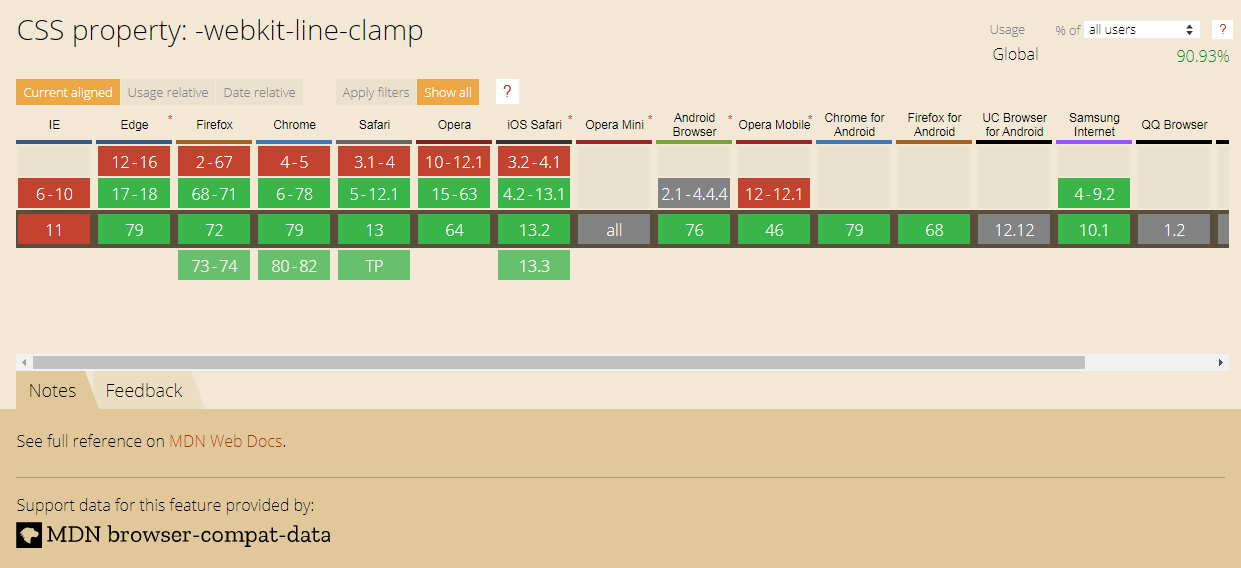 CSS property: -webkit-line-clamp
Usage % of all users ?
Global 90.93%
Current aligned Usage relative Date relative Apply filters Show all ?
IE Edge * Firefox Chrome Safari Opera iOS Safari * Opera Mini * Android Browser * Opera Mobile * Chrome for Android Firefox for Android UC Browser for Android Samsung Internet QQ Browser
12-16 2-67 4-5 3.1-4 10-12.1 3.2-4.1
6-10 17-18 68-71 6-78 5-12.1 15-63 4.2-13.1 2.1-4.4.4 12-12.1 4-9.2
11 79 72 79 13 64 13.2 all 76 46 79 68 12.12 10.1 1.2
73-74 80-82 TP 13.3
Notes Feedback
See full reference on MDN Web Docs.
Support data for this feature provided by:
MDN browser-compat-data